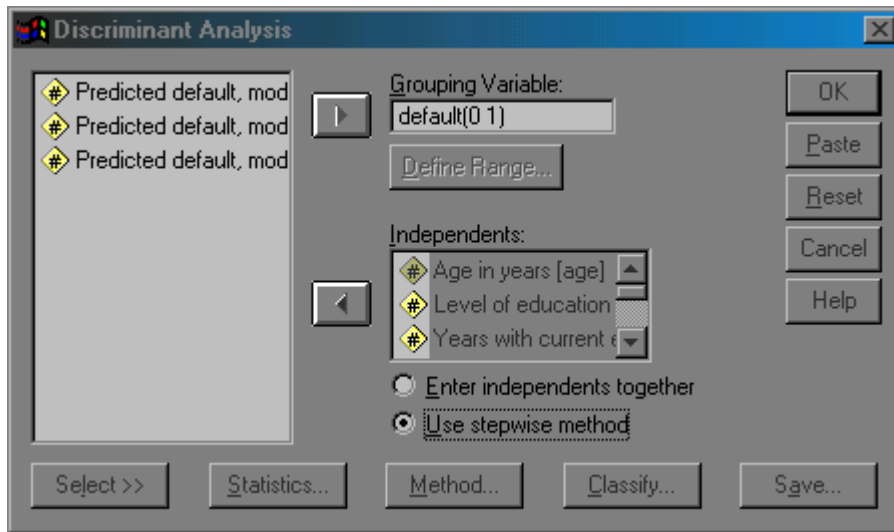 Discriminant Analysis
Predicted default, mod
Predicted default, mod
Predicted default, mod
Grouping Variable:
default(0 1)
Define Range...
Independents:
Age in years [age]
Level of education
Years with current e
Enter independents together
Use stepwise method
OK
Paste
Reset
Cancel
Help
Select >>
Statistics...
Method...
Classify...
Save...